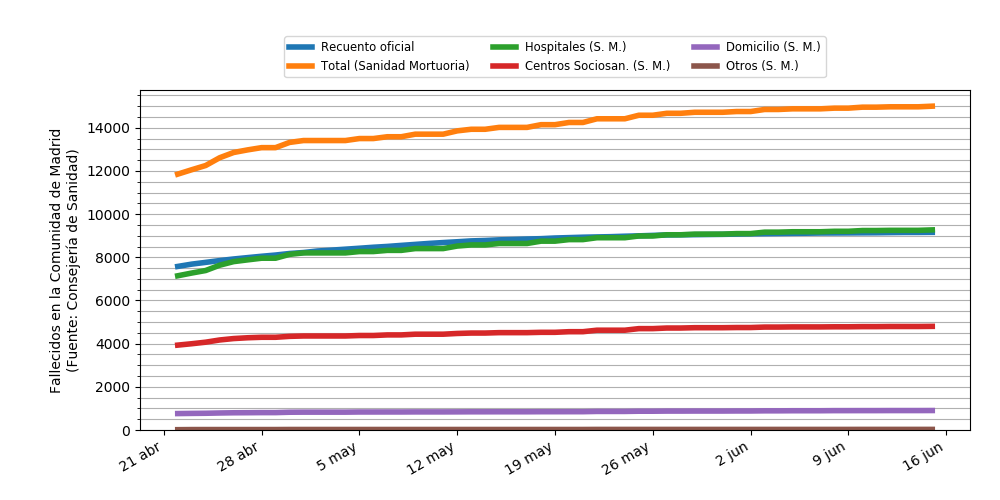 Recuento oficial
Total (Sanidad Mortuoria)
Hospitales (S. M.)
Centros Sociosan. (S. M.)
Domicilio (S. M.)
Otros (S. M.)
Fallecidos en la Comunidad de Madrid
(Fuente: Consejería de Sanidad)
14000
12000
10000
8000
6000
4000
2000
0
21 abr
28 abr
5 may
12 may
19 may
26 may
2 jun
9 jun
16 jun